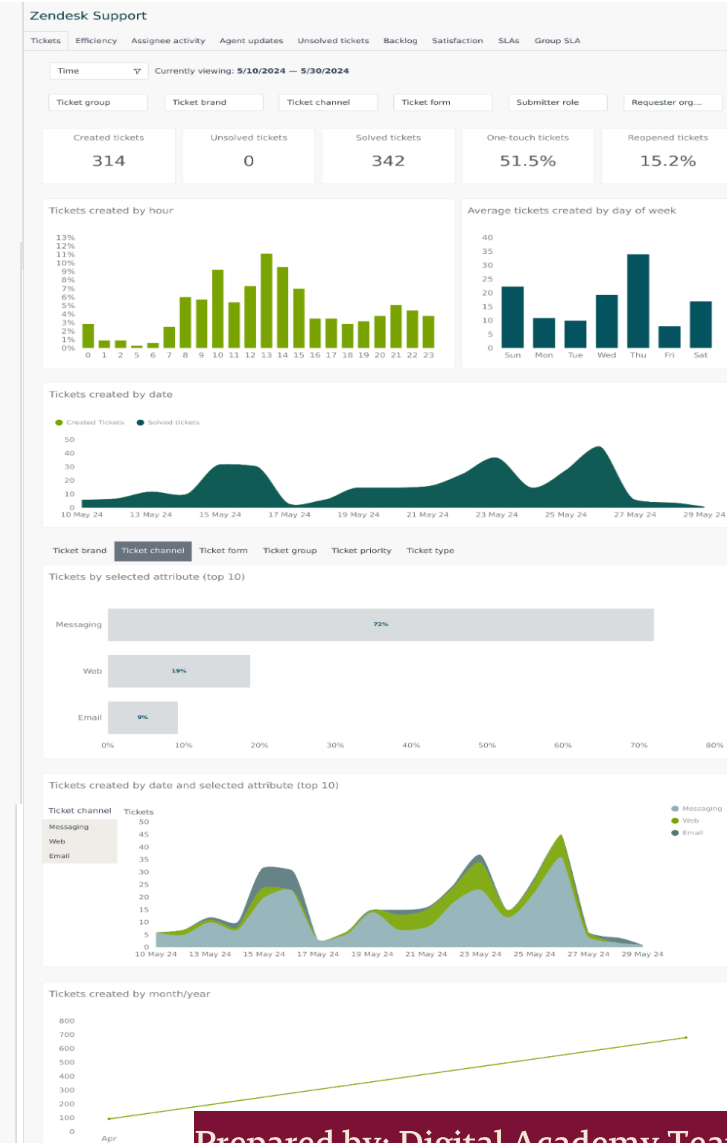 Zendesk Support
Tickets Efficiency Assignee activity Agent updates Unsolved tickets Backlog Satisfaction SLAs Group SLA
Time Currently viewing: 5/10/2024 — 5/30/2024
Ticket group Ticket brand Ticket channel Ticket form Submitter role Requester org...
Created tickets Unsolved tickets Solved tickets One-touch tickets Reopened tickets
314 0 342 51.5% 15.2%
Tickets created by hour
13%
12%
11%
10%
9%
8%
7%
6%
5%
4%
3%
2%
1%
0%
0 1 2 5 6 7 8 9 10 11 12 13 14 15 16 17 18 19 20 21 22 23
Average tickets created by day of week
40
35
30
25
20
15
10
5
0
Sun Mon Tue Wed Thu Fri Sat
Tickets created by date
Created Tickets Solved tickets
50
40
30
20
10
0
10 May 24 13 May 24 15 May 24 17 May 24 19 May 24 21 May 24 23 May 24 25 May 24 27 May 24 29 May 24
Ticket brand Ticket channel Ticket form Ticket group Ticket priority Ticket type
Tickets by selected attribute (top 10)
Messaging 72%
Web 19%
Email 9%
0% 10% 20% 30% 40% 50% 60% 70% 80%
Tickets created by date and selected attribute (top 10)
Ticket channel
Messaging
Web
Email
Tickets
50
45
40
35
30
25
20
15
10
5
0
10 May 24 13 May 24 15 May 24 17 May 24 19 May 24 21 May 24 23 May 24 25 May 24 27 May 24 29 May 24
Messaging
Web
Email
Tickets created by month/year
800
700
600
500
400
300
200
100
0
Apr
Prepared by: Digital Academy